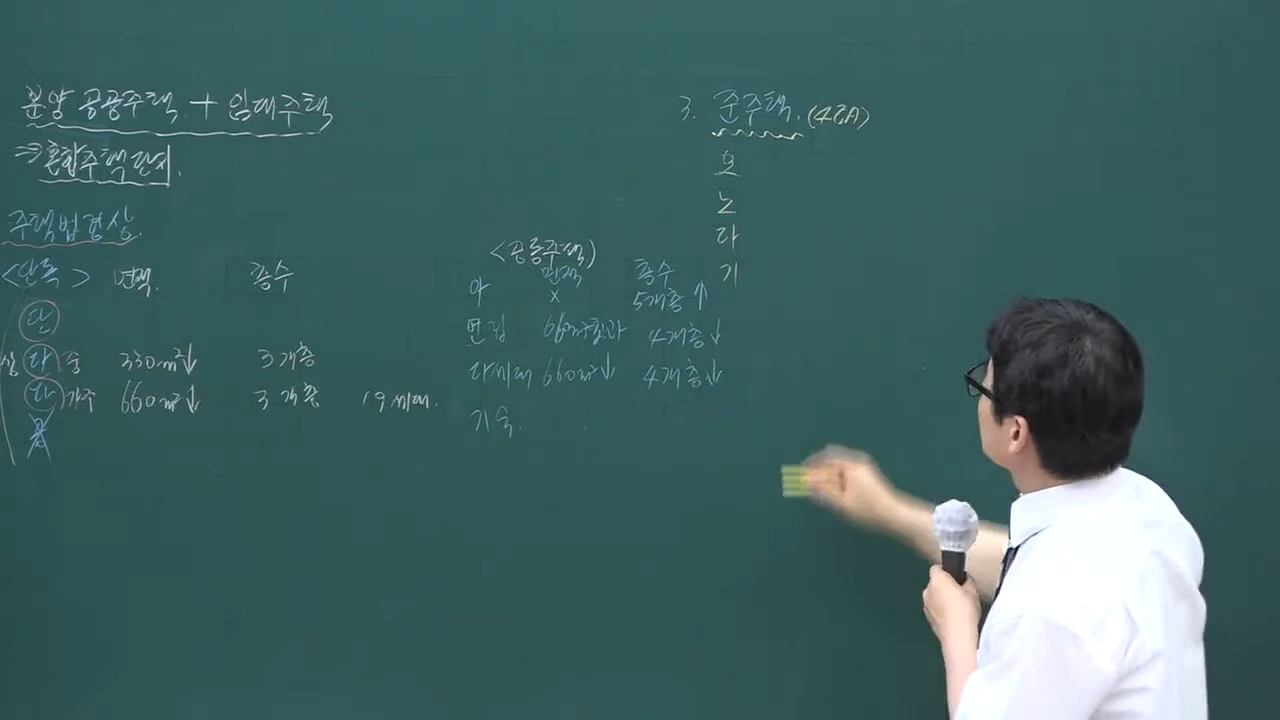 분양 공공주택 + 임대주택
⇒ 혼합주택단지.
주택법령상.
<단독> 면적. 층수
단
다 중 330m²↓ 3개층
다 가주 660m²↓ 3개층 19세대.
공
<공동주택>
면적 층수
아 x 5개층↑
연립 660m²초과 4개층↓
다세대 660m²↓ 4개층↓
기숙.
3. 준주택.
오
노
다
기